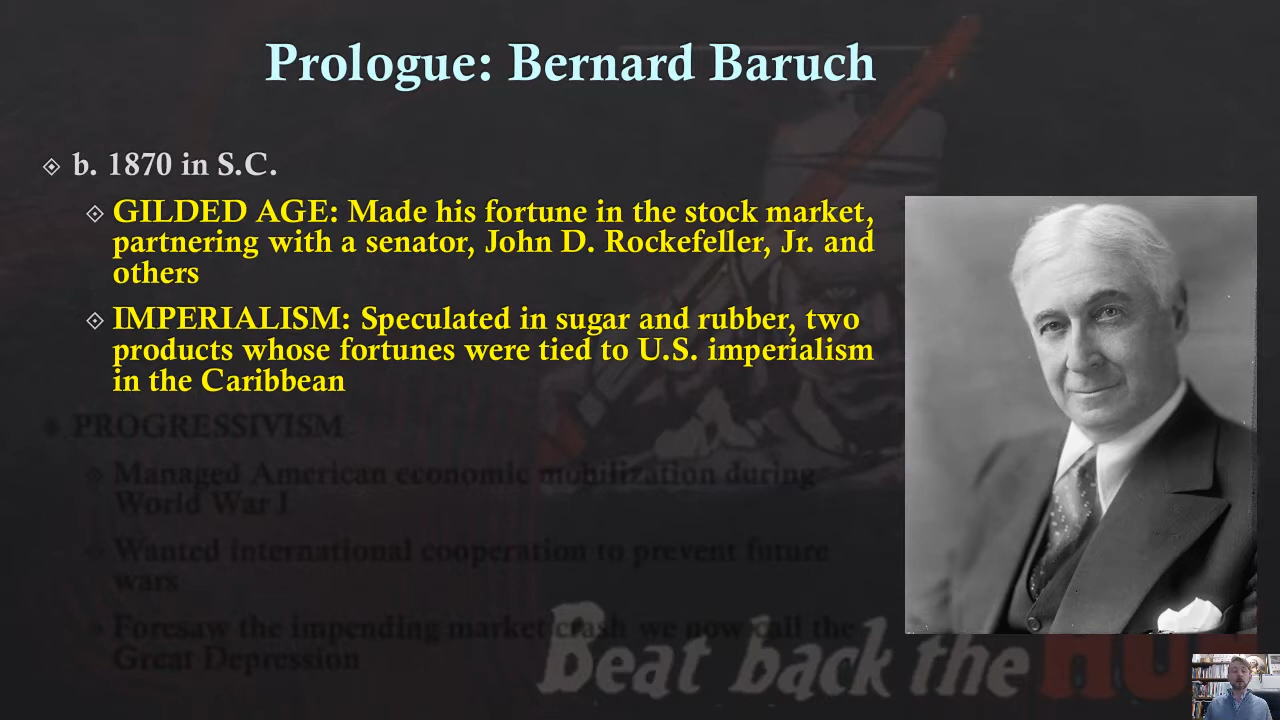 Prologue: Bernard Baruch
b. 1870 in S.C.
GILDED AGE: Made his fortune in the stock market,
partnering with a senator, John D. Rockefeller, Jr. and
others
IMPERIALISM: Speculated in sugar and rubber, two
products whose fortunes were tied to U.S. imperialism
in the Caribbean
PROGRESSIVISM
Managed American economic mobilization during
World War I
Wanted international cooperation to prevent future
wars
Foresaw the impending market crash we now call the
Great Depression
Beat back the HU